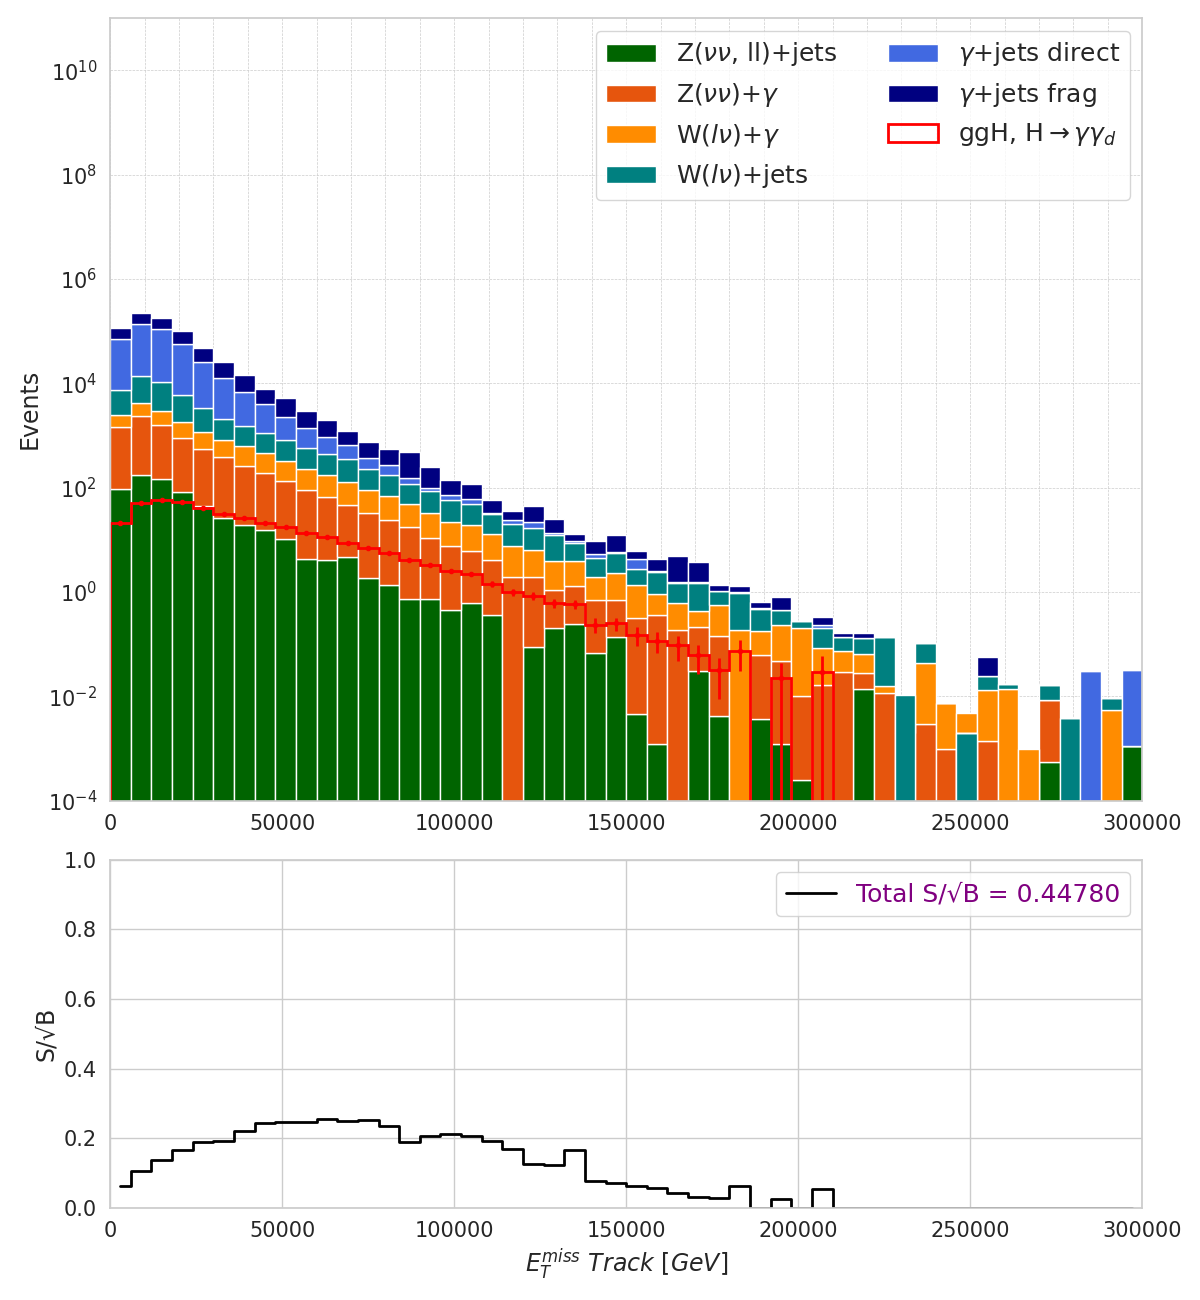 Z(νν, ll)+jets
Z(νν)+γ
W(lν)+γ
W(lν)+jets
γ+jets direct
γ+jets frag
ggH, H→γγ_d
Events
10^10
10^8
10^6
10^4
10^2
10^0
10^−2
10^−4
0 50000 100000 150000 200000 250000 300000
Total S/√B = 0.44780
S/√B
1.0
0.8
0.6
0.4
0.2
0.0
0 50000 100000 150000 200000 250000 300000
E_T^miss Track [GeV]